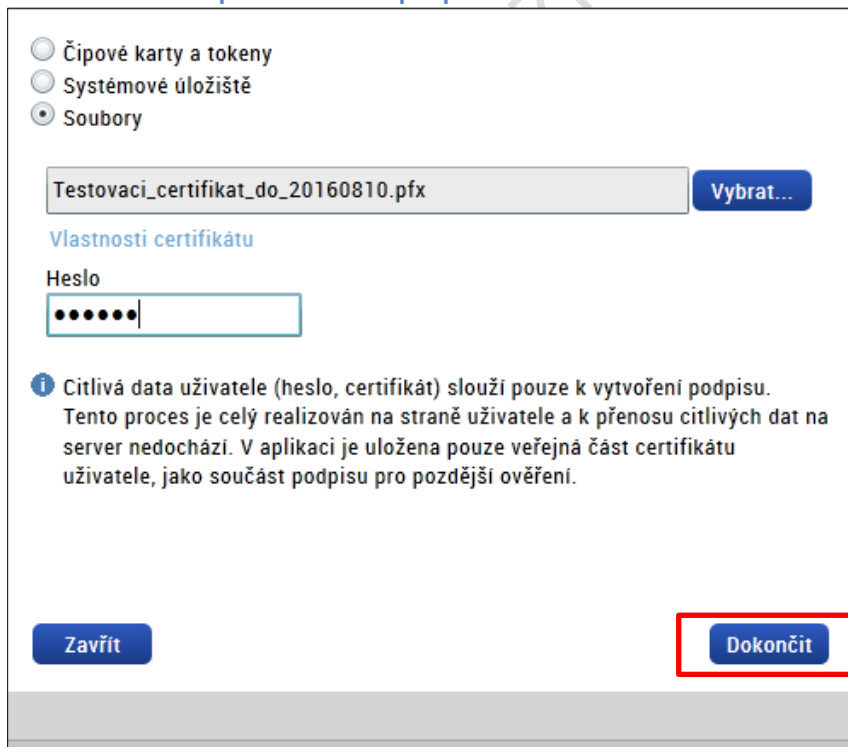 Čipové karty a tokeny
Systémové úložiště
Soubory
Testovaci_certifikat_do_20160810.pfx
Vybrat...
Vlastnosti certifikátu
Heslo
••••••
Citlivá data uživatele (heslo, certifikát) slouží pouze k vytvoření podpisu.
Tento proces je celý realizován na straně uživatele a k přenosu citlivých dat na
server nedochází. V aplikaci je uložena pouze veřejná část certifikátu
uživatele, jako součást podpisu pro pozdější ověření.
Zavřít
Dokončit